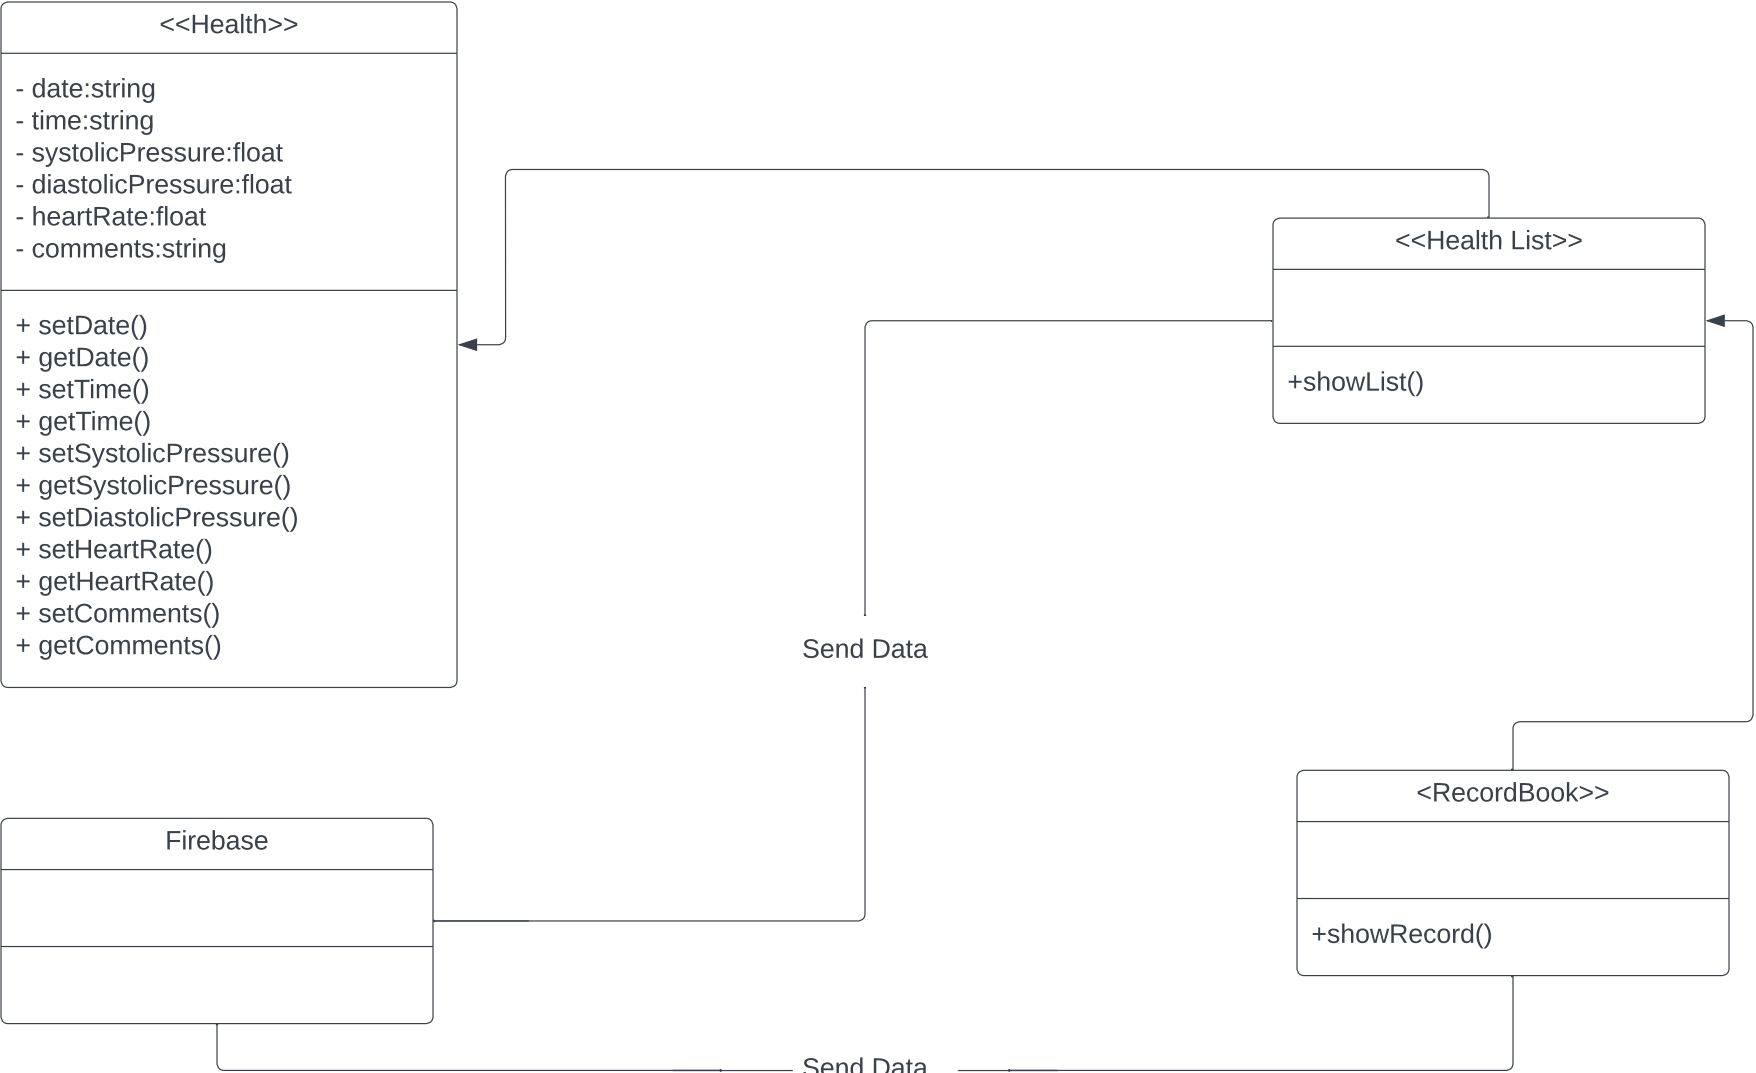 <<Health>>
- date:string
- time:string
- systolicPressure:float
- diastolicPressure:float
- heartRate:float
- comments:string
+ setDate()
+ getDate()
+ setTime()
+ getTime()
+ setSystolicPressure()
+ getSystolicPressure()
+ setDiastolicPressure()
+ setHeartRate()
+ getHeartRate()
+ setComments()
+ getComments()
<<Health List>>
+showList()
Send Data
<RecordBook>>
+showRecord()
Firebase
Send Data